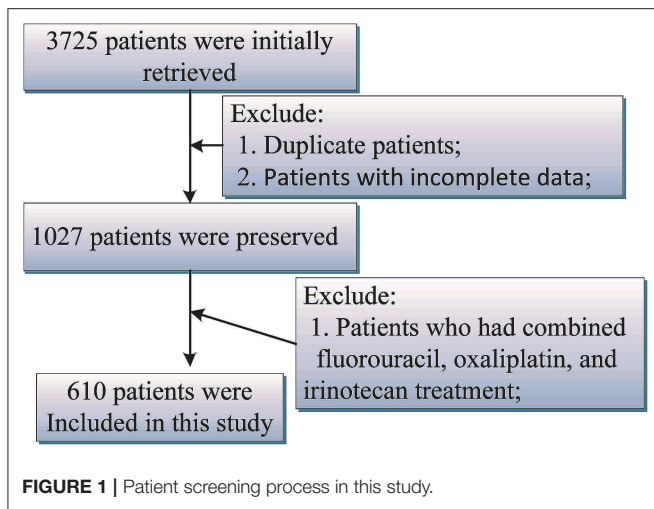 3725 patients were initially
retrieved
Exclude:
1. Duplicate patients;
2. Patients with incomplete data;
1027 patients were preserved
Exclude:
1. Patients who had combined
fluorouracil, oxaliplatin, and
irinotecan treatment;
610 patients were
Included in this study
FIGURE 1 | Patient screening process in this study.